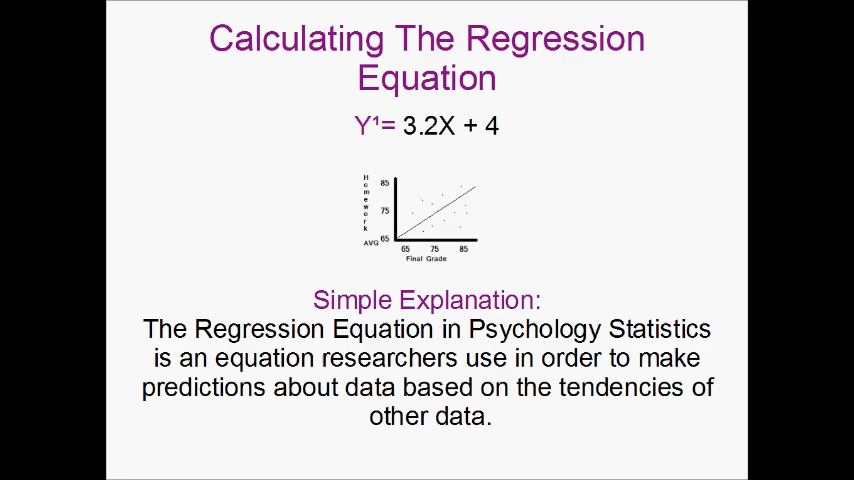 Calculating The Regression
Equation
Y¹= 3.2X + 4
Homework
AVG
85
75
65
65 75 85
Final Grade
Simple Explanation:
The Regression Equation in Psychology Statistics
is an equation researchers use in order to make
predictions about data based on the tendencies of
other data.